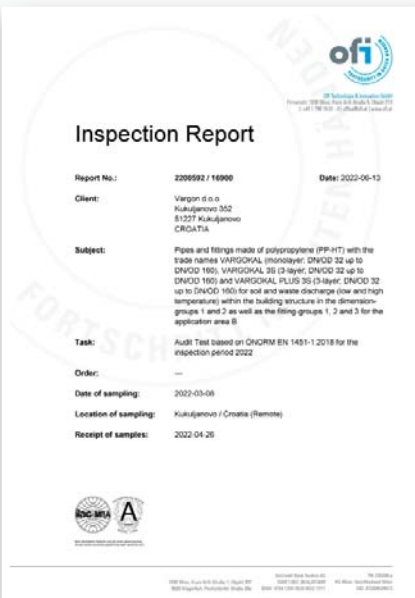 ofi
OFI Technologie & Innovation GmbH
Inspection Report
Report No.: 2200592 / 16900 Date: 2022-06-13
Client: Vargon d.o.o.
Kukuljanovo 352
51227 Kukuljanovo
CROATIA
Subject: Pipes and fittings made of polypropylene (PP-HT) with the
trade names VARGOKAL (monolayer; DN/OD 32 up to
DN/OD 160), VARGOKAL 3S (3-layer; DN/OD 32 up to
DN/OD 160) and VARGOKAL PLUS 3S (3-layer; DN/OD 32
up to DN/OD 160) for soil and waste discharge (low and high
temperature) within the building structure in the dimension-
groups 1 and 2 as well as the fitting-groups 1, 2 and 3 for the
application area B
Task: Audit Test based on ÖNORM EN 1451-1:2018 for the
inspection period 2022
Order: ---
Date of sampling: 2022-03-08
Location of sampling: Kukuljanovo / Croatia (Remote)
Receipt of samples: 2022-04-26
ilac-MRA
A